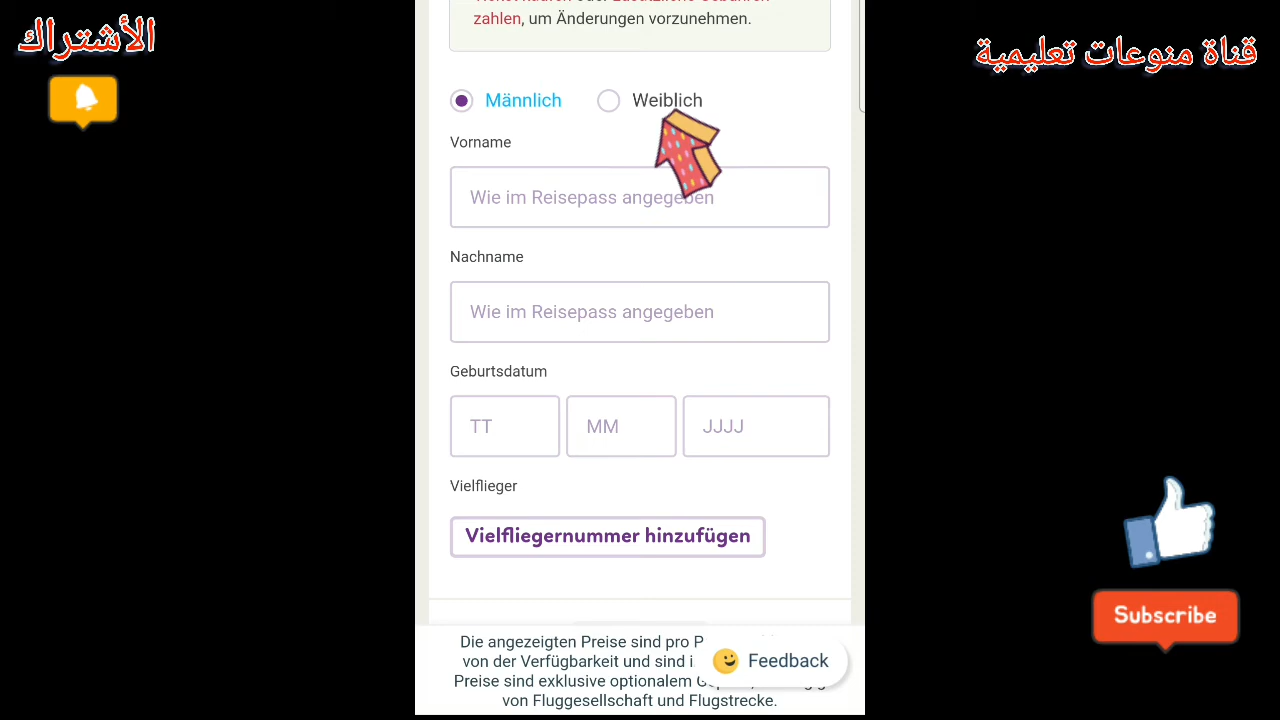 الأشتراك
قناة منوعات تعليمية
zahlen, um Änderungen vorzunehmen.
Männlich
Weiblich
Vorname
Wie im Reisepass angegeben
Nachname
Wie im Reisepass angegeben
Geburtsdatum
TT
MM
JJJJ
Vielflieger
Vielfliegernummer hinzufügen
Die angezeigten Preise sind pro
von der Verfügbarkeit und sind
Preise sind exklusive optionalem
von Fluggesellschaft und Flugstrecke.
Feedback
Subscribe